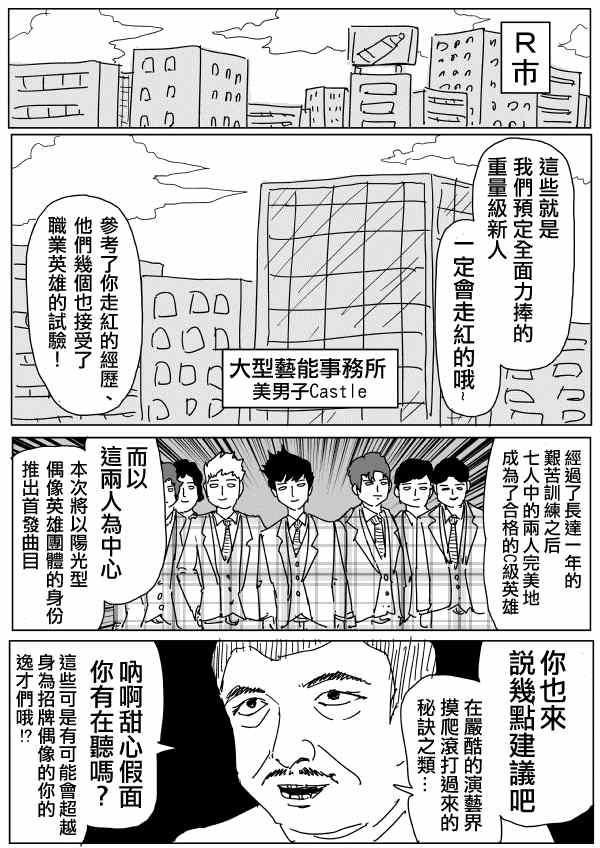 R市
這些就是
我們預定全面力捧的
重量級新人
一定會走紅的哦~
參考了你走紅的經歷、
他們幾個也接受了
職業英雄的試驗！
大型藝能事務所
美男子Castle
經過了長達一年的
艱苦訓練之后
七人中的兩人完美地
成為了合格的C級英雄
而以
這兩人為中心
本次將以陽光型
偶像英雄團體的身份
推出首發曲目
你也來
說幾點建議吧
在嚴酷的演藝界
摸爬滾打過來的
秘訣之類…
吶啊甜心假面
你有在聽嗎？
這些可是有可能會超越
身為招牌偶像的你的
逸才們哦!?